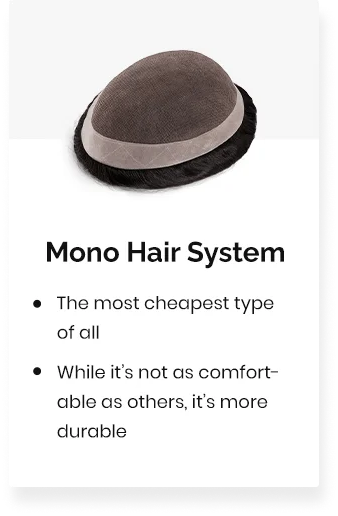 Mono Hair System
• The most cheapest type
of all
• While it's not as comfort-
able as others, it's more
durable